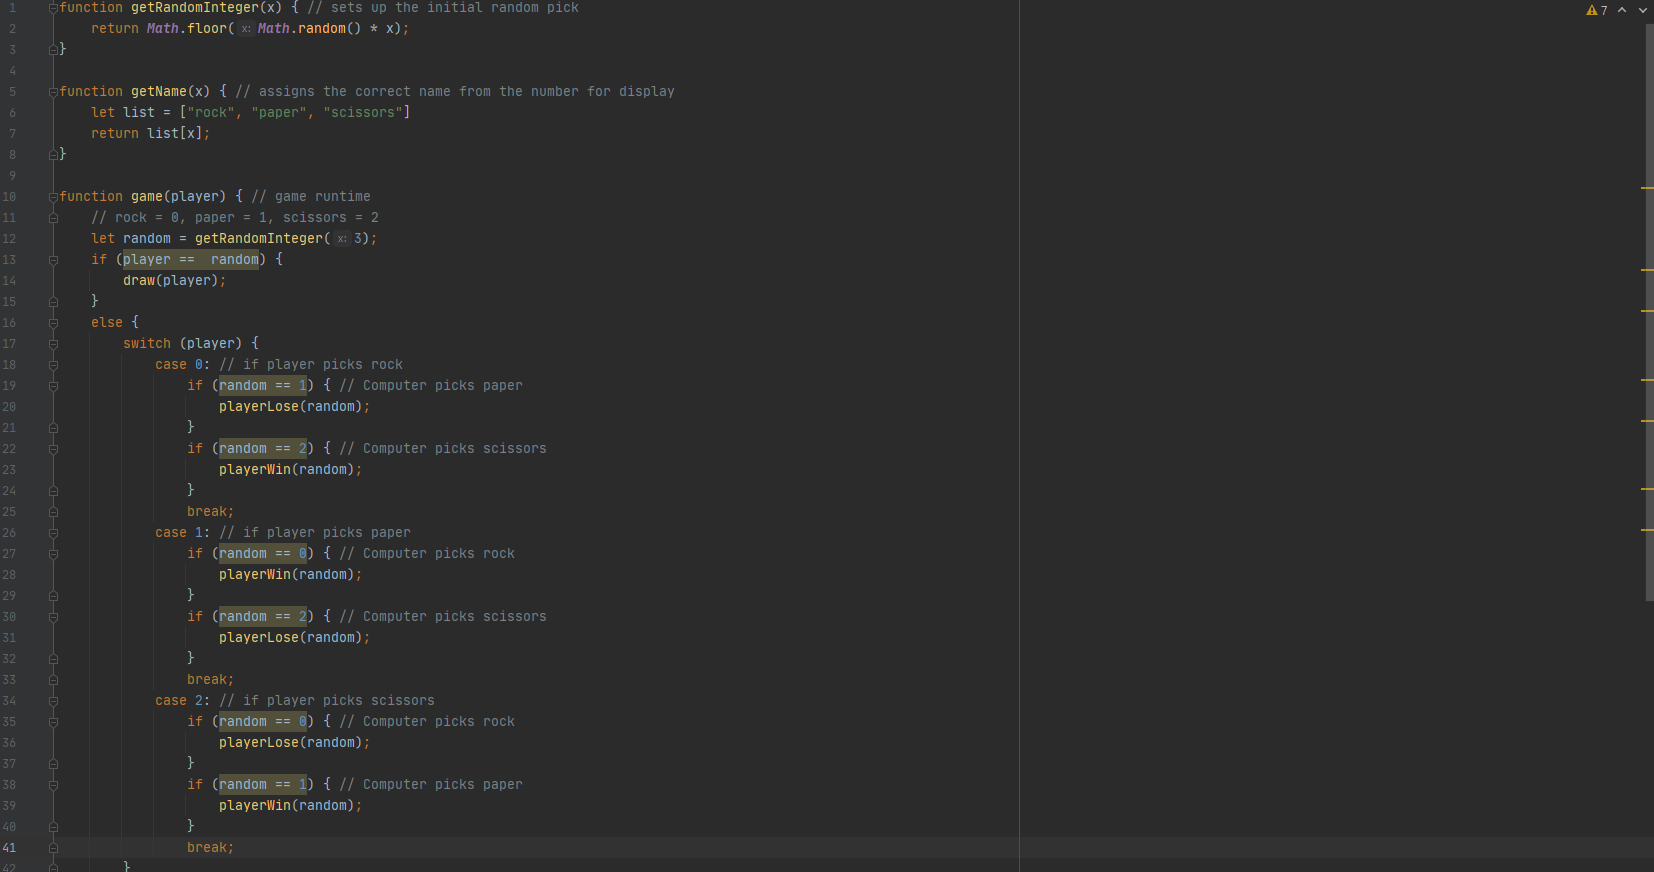 1 function getRandomInteger(x) { // sets up the initial random pick
7
2 return Math.floor( x: Math.random() * x);
3 }
4
5 function getName(x) { // assigns the correct name from the number for display
6 let list = ["rock", "paper", "scissors"]
7 return list[x];
8 }
9
10 function game(player) { // game runtime
11 // rock = 0, paper = 1, scissors = 2
12 let random = getRandomInteger( x: 3);
13 if (player ==  random) {
14 draw(player);
15 }
16 else {
17 switch (player) {
18 case 0: // if player picks rock
19 if (random == 1) { // Computer picks paper
20 playerLose(random);
21 }
22 if (random == 2) { // Computer picks scissors
23 playerWin(random);
24 }
25 break;
26 case 1: // if player picks paper
27 if (random == 0) { // Computer picks rock
28 playerWin(random);
29 }
30 if (random == 2) { // Computer picks scissors
31 playerLose(random);
32 }
33 break;
34 case 2: // if player picks scissors
35 if (random == 0) { // Computer picks rock
36 playerLose(random);
37 }
38 if (random == 1) { // Computer picks paper
39 playerWin(random);
40 }
41 break;
42 }